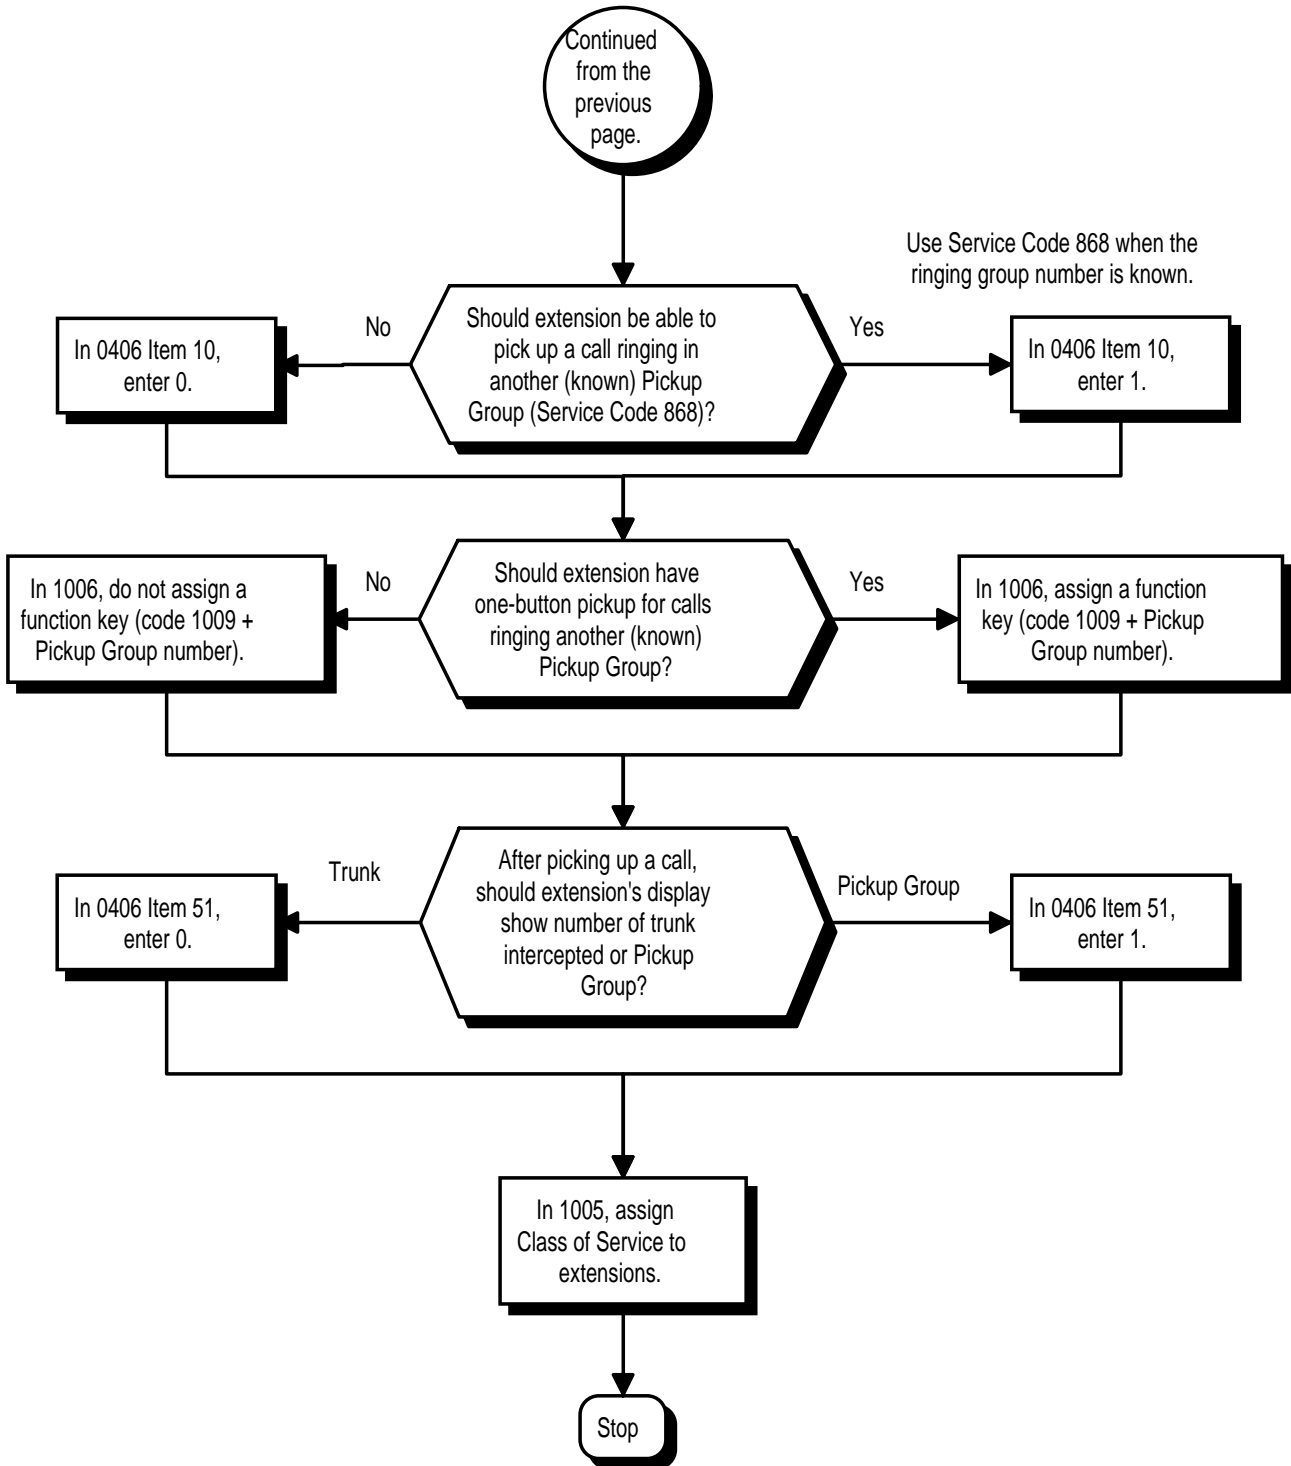 Continued
from the
previous
page.
Use Service Code 868 when the
ringing group number is known.
Should extension be able to
pick up a call ringing in
another (known) Pickup
Group (Service Code 868)?
No
Yes
In 0406 Item 10,
enter 0.
In 0406 Item 10,
enter 1.
Should extension have
one-button pickup for calls
ringing another (known)
Pickup Group?
No
Yes
In 1006, do not assign a
function key (code 1009 +
Pickup Group number).
In 1006, assign a function
key (code 1009 + Pickup
Group number).
After picking up a call,
should extension's display
show number of trunk
intercepted or Pickup
Group?
Trunk
Pickup Group
In 0406 Item 51,
enter 0.
In 0406 Item 51,
enter 1.
In 1005, assign
Class of Service to
extensions.
Stop